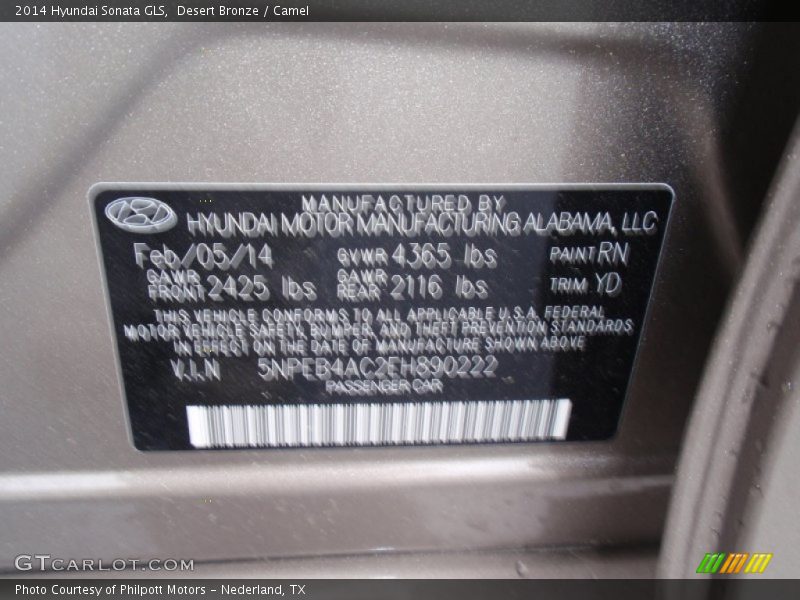 2014 Hyundai Sonata GLS, Desert Bronze / Camel
MANUFACTURED BY
HYUNDAI MOTOR MANUFACTURING ALABAMA, LLC
Feb/05/14 GVWR 4365 lbs PAINT RN
GAWR FRONT 2425 lbs GAWR REAR 2116 lbs TRIM YD
THIS VEHICLE CONFORMS TO ALL APPLICABLE U.S.A. FEDERAL
MOTOR VEHICLE SAFETY, BUMPER, AND THEFT PREVENTION STANDARDS
IN EFFECT ON THE DATE OF MANUFACTURE SHOWN ABOVE
V.I.N 5NPEB4AC2EH890222
PASSENGER CAR
GTCARLOT.COM
Photo Courtesy of Philpott Motors – Nederland, TX